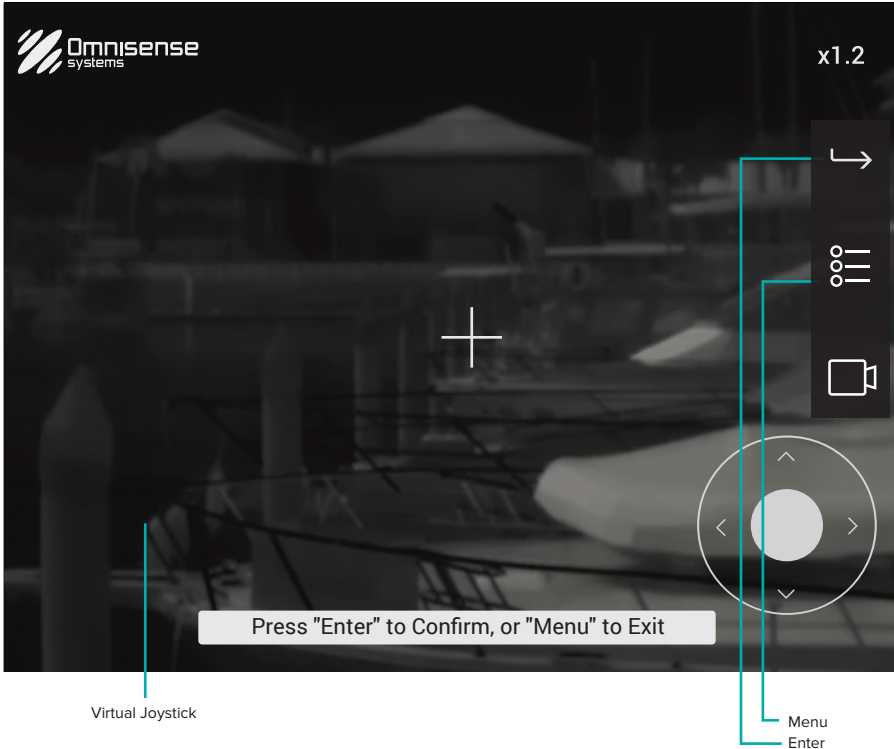 Omnisense
systems
x1.2
Press "Enter" to Confirm, or "Menu" to Exit
Virtual Joystick
Menu
Enter